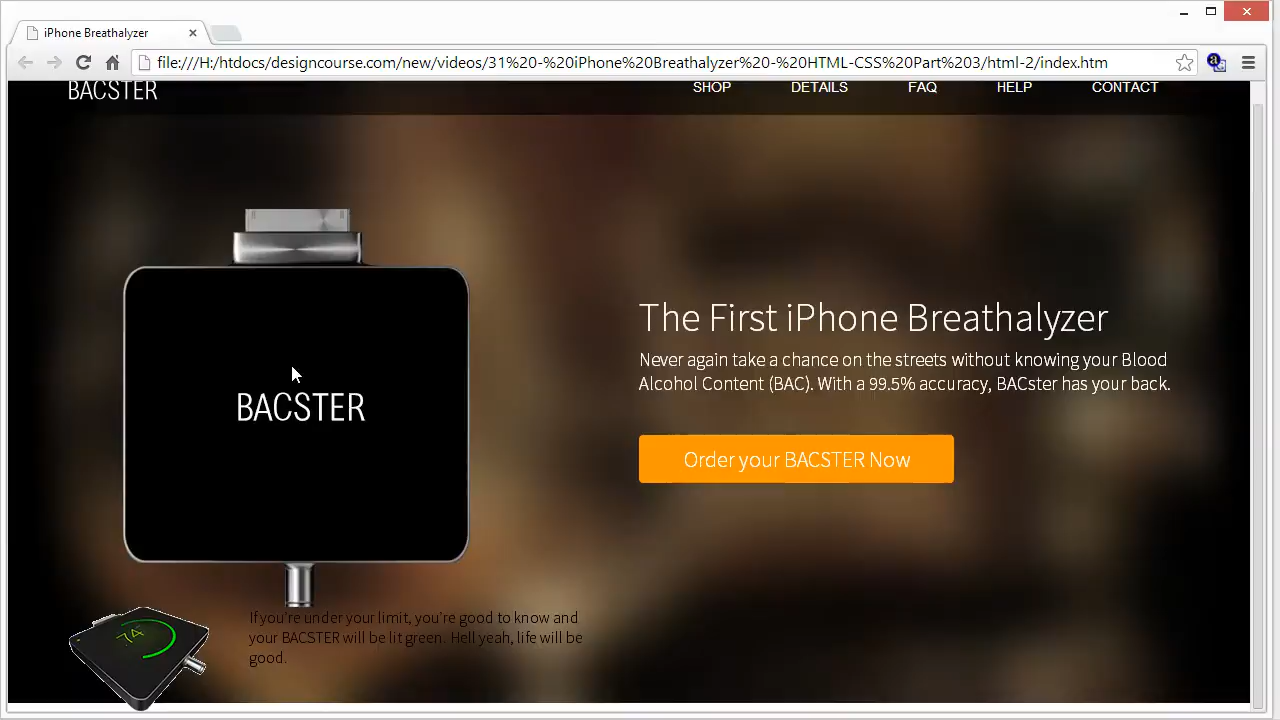 iPhone Breathalyzer
file:///H:/htdocs/designcourse.com/new/videos/31%20-%20iPhone%20Breathalyzer%20-%20HTML-CSS%20Part%203/html-2/index.htm
BACSTER SHOP DETAILS FAQ HELP CONTACT
BACSTER
The First iPhone Breathalyzer
Never again take a chance on the streets without knowing your Blood
Alcohol Content (BAC). With a 99.5% accuracy, BACster has your back.
Order your BACSTER Now
74
If you're under your limit, you're good to know and
your BACSTER will be lit green. Hell yeah, life will be
good.